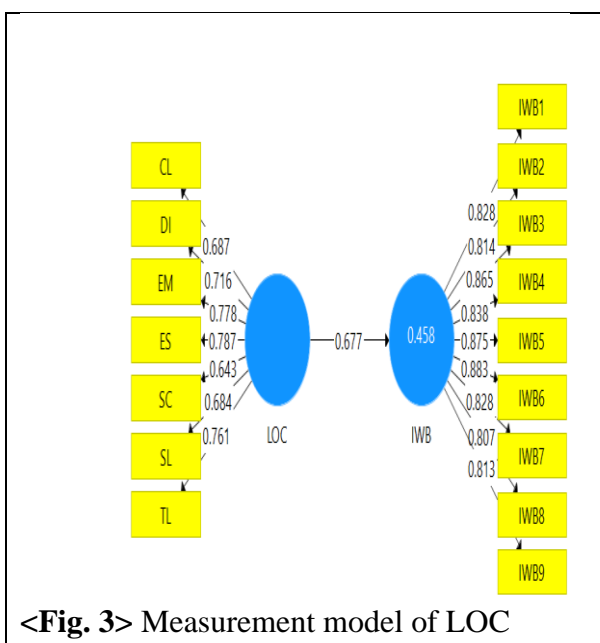 CL
DI
EM
ES
SC
SL
TL
0.687
0.716
0.778
0.787
0.643
0.684
0.761
LOC
0.677
0.458
IWB
0.828
0.814
0.865
0.838
0.875
0.883
0.828
0.807
0.813
IWB1
IWB2
IWB3
IWB4
IWB5
IWB6
IWB7
IWB8
IWB9
<Fig. 3> Measurement model of LOC